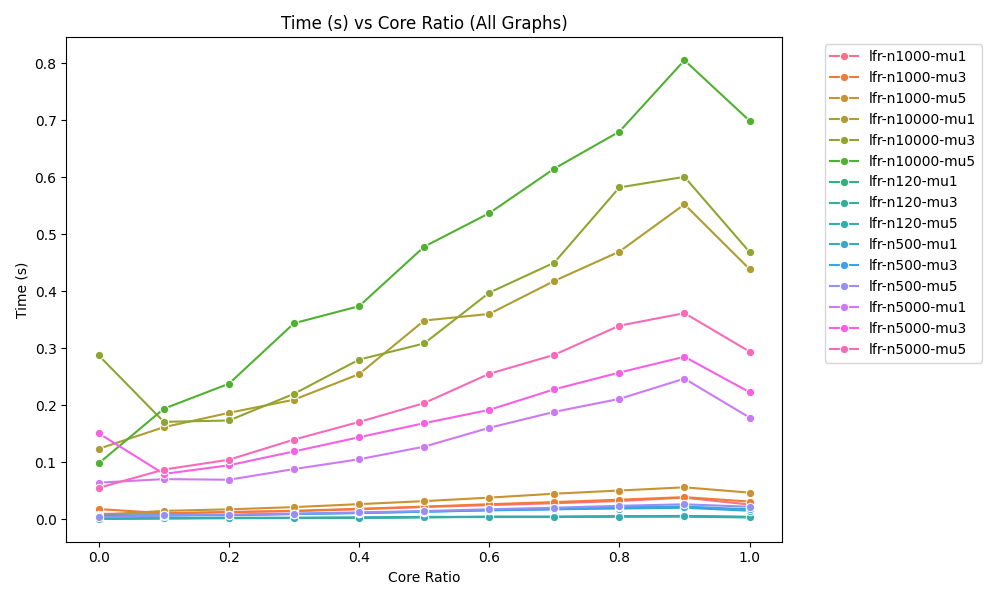 Time (s) vs Core Ratio (All Graphs)
Time (s)
0.8
0.7
0.6
0.5
0.4
0.3
0.2
0.1
0.0
0.0 0.2 0.4 0.6 0.8 1.0
Core Ratio
lfr-n1000-mu1
lfr-n1000-mu3
lfr-n1000-mu5
lfr-n10000-mu1
lfr-n10000-mu3
lfr-n10000-mu5
lfr-n120-mu1
lfr-n120-mu3
lfr-n120-mu5
lfr-n500-mu1
lfr-n500-mu3
lfr-n500-mu5
lfr-n5000-mu1
lfr-n5000-mu3
lfr-n5000-mu5